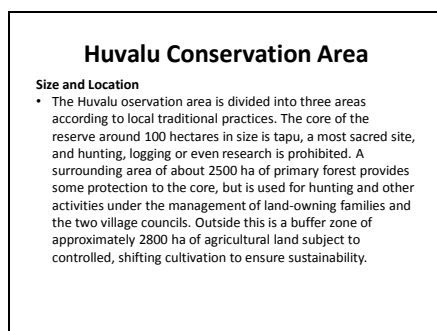 Huvalu Conservation Area
Size and Location
• The Huvalu oservation area is divided into three areas
according to local traditional practices. The core of the
reserve around 100 hectares in size is tapu, a most sacred site,
and hunting, logging or even research is prohibited. A
surrounding area of about 2500 ha of primary forest provides
some protection to the core, but is used for hunting and other
activities under the management of land-owning families and
the two village councils. Outside this is a buffer zone of
approximately 2800 ha of agricultural land subject to
controlled, shifting cultivation to ensure sustainability.